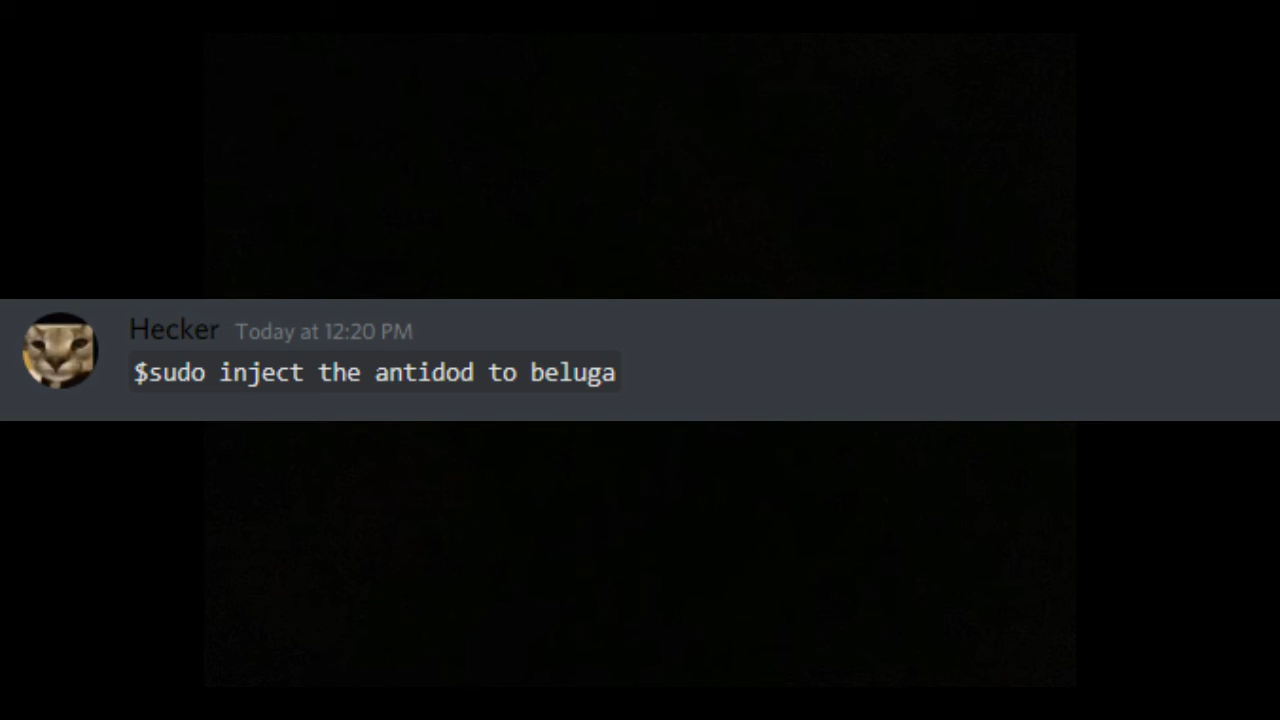 Hecker Today at 12:20 PM
$sudo inject the antidod to beluga